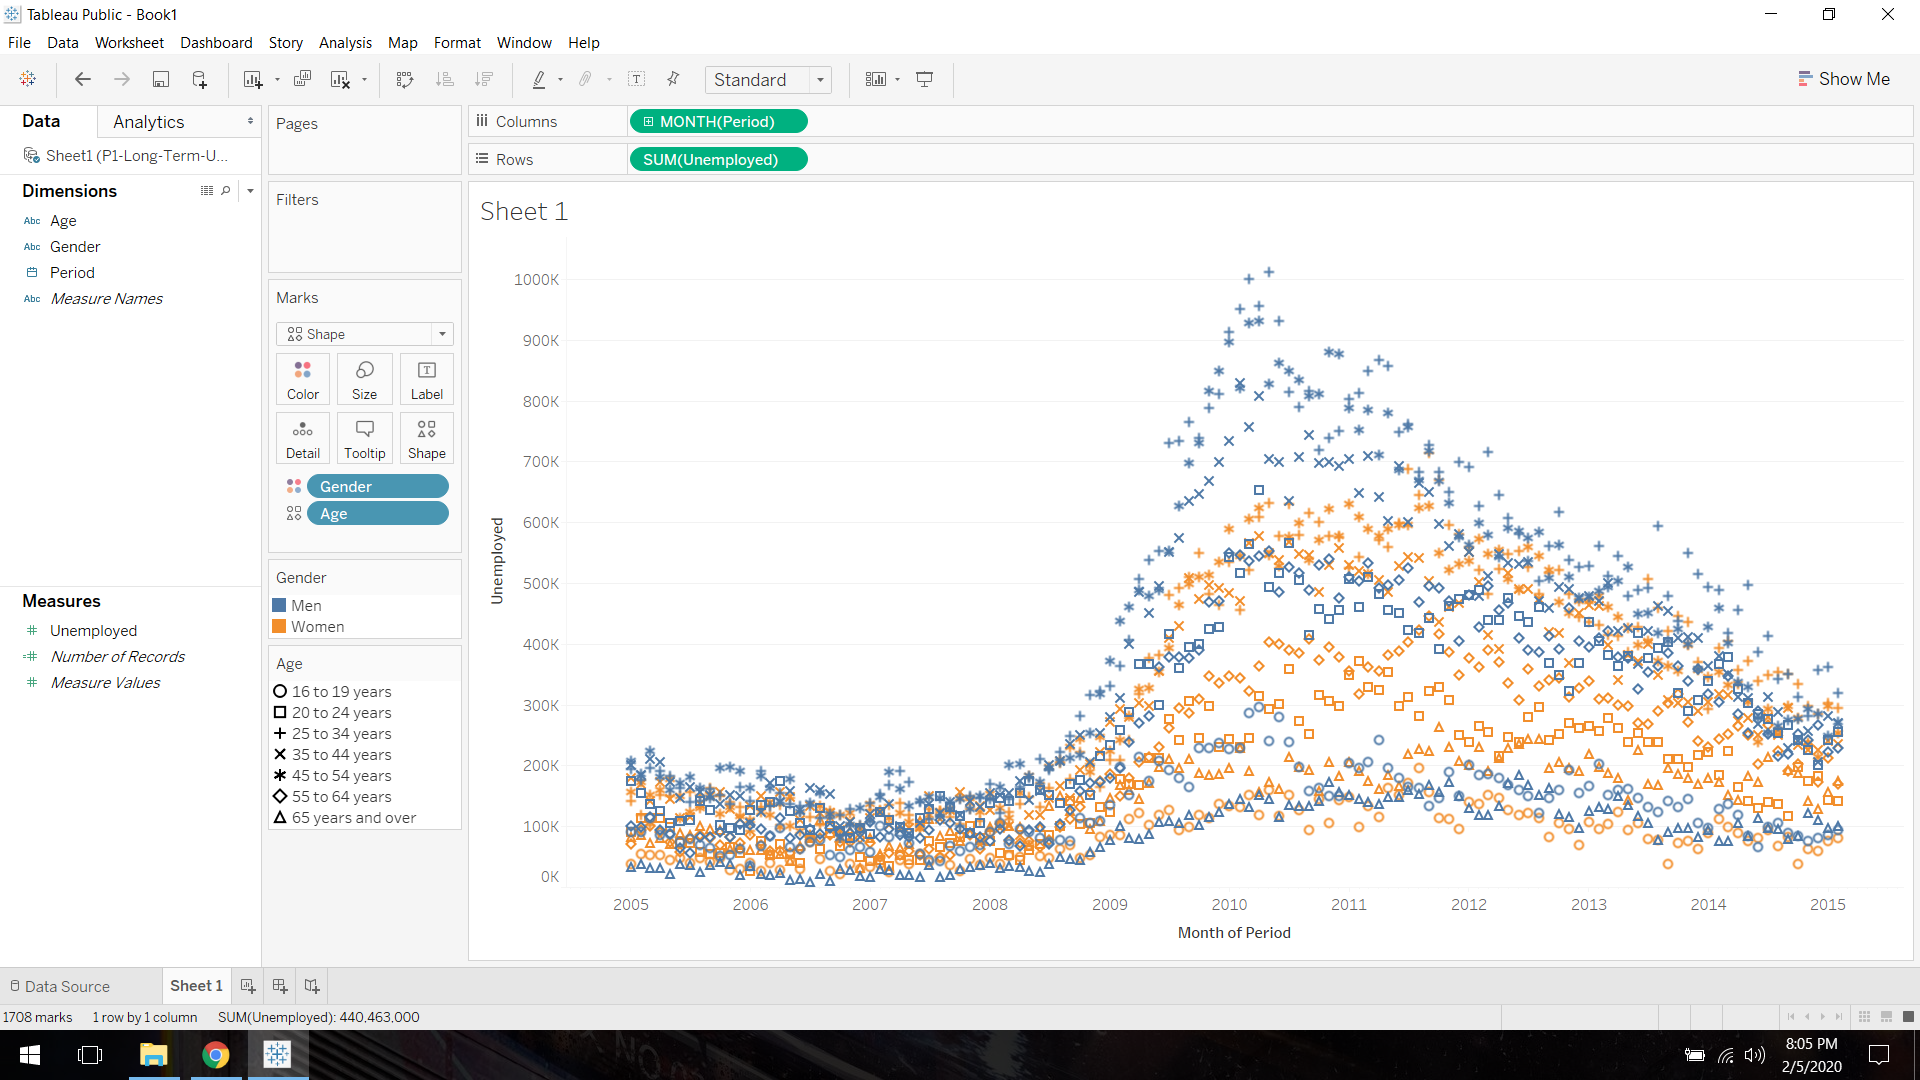 Tableau Public - Book1
File Data Worksheet Dashboard Story Analysis Map Format Window Help
Standard
Show Me
Data Analytics
Sheet1 (P1-Long-Term-U...
Dimensions
Abc Age
Abc Gender
Period
Abc Measure Names
Measures
Unemployed
Number of Records
Measure Values
Pages
Filters
Marks
Shape
Color Size Label
Detail Tooltip Shape
Gender
Age
Gender
Men
Women
Age
16 to 19 years
20 to 24 years
25 to 34 years
35 to 44 years
45 to 54 years
55 to 64 years
65 years and over
Columns MONTH(Period)
Rows SUM(Unemployed)
Sheet 1
Unemployed
1000K
900K
800K
700K
600K
500K
400K
300K
200K
100K
0K
2005 2006 2007 2008 2009 2010 2011 2012 2013 2014 2015
Month of Period
Data Source Sheet 1
1708 marks 1 row by 1 column SUM(Unemployed): 440,463,000
8:05 PM
2/5/2020